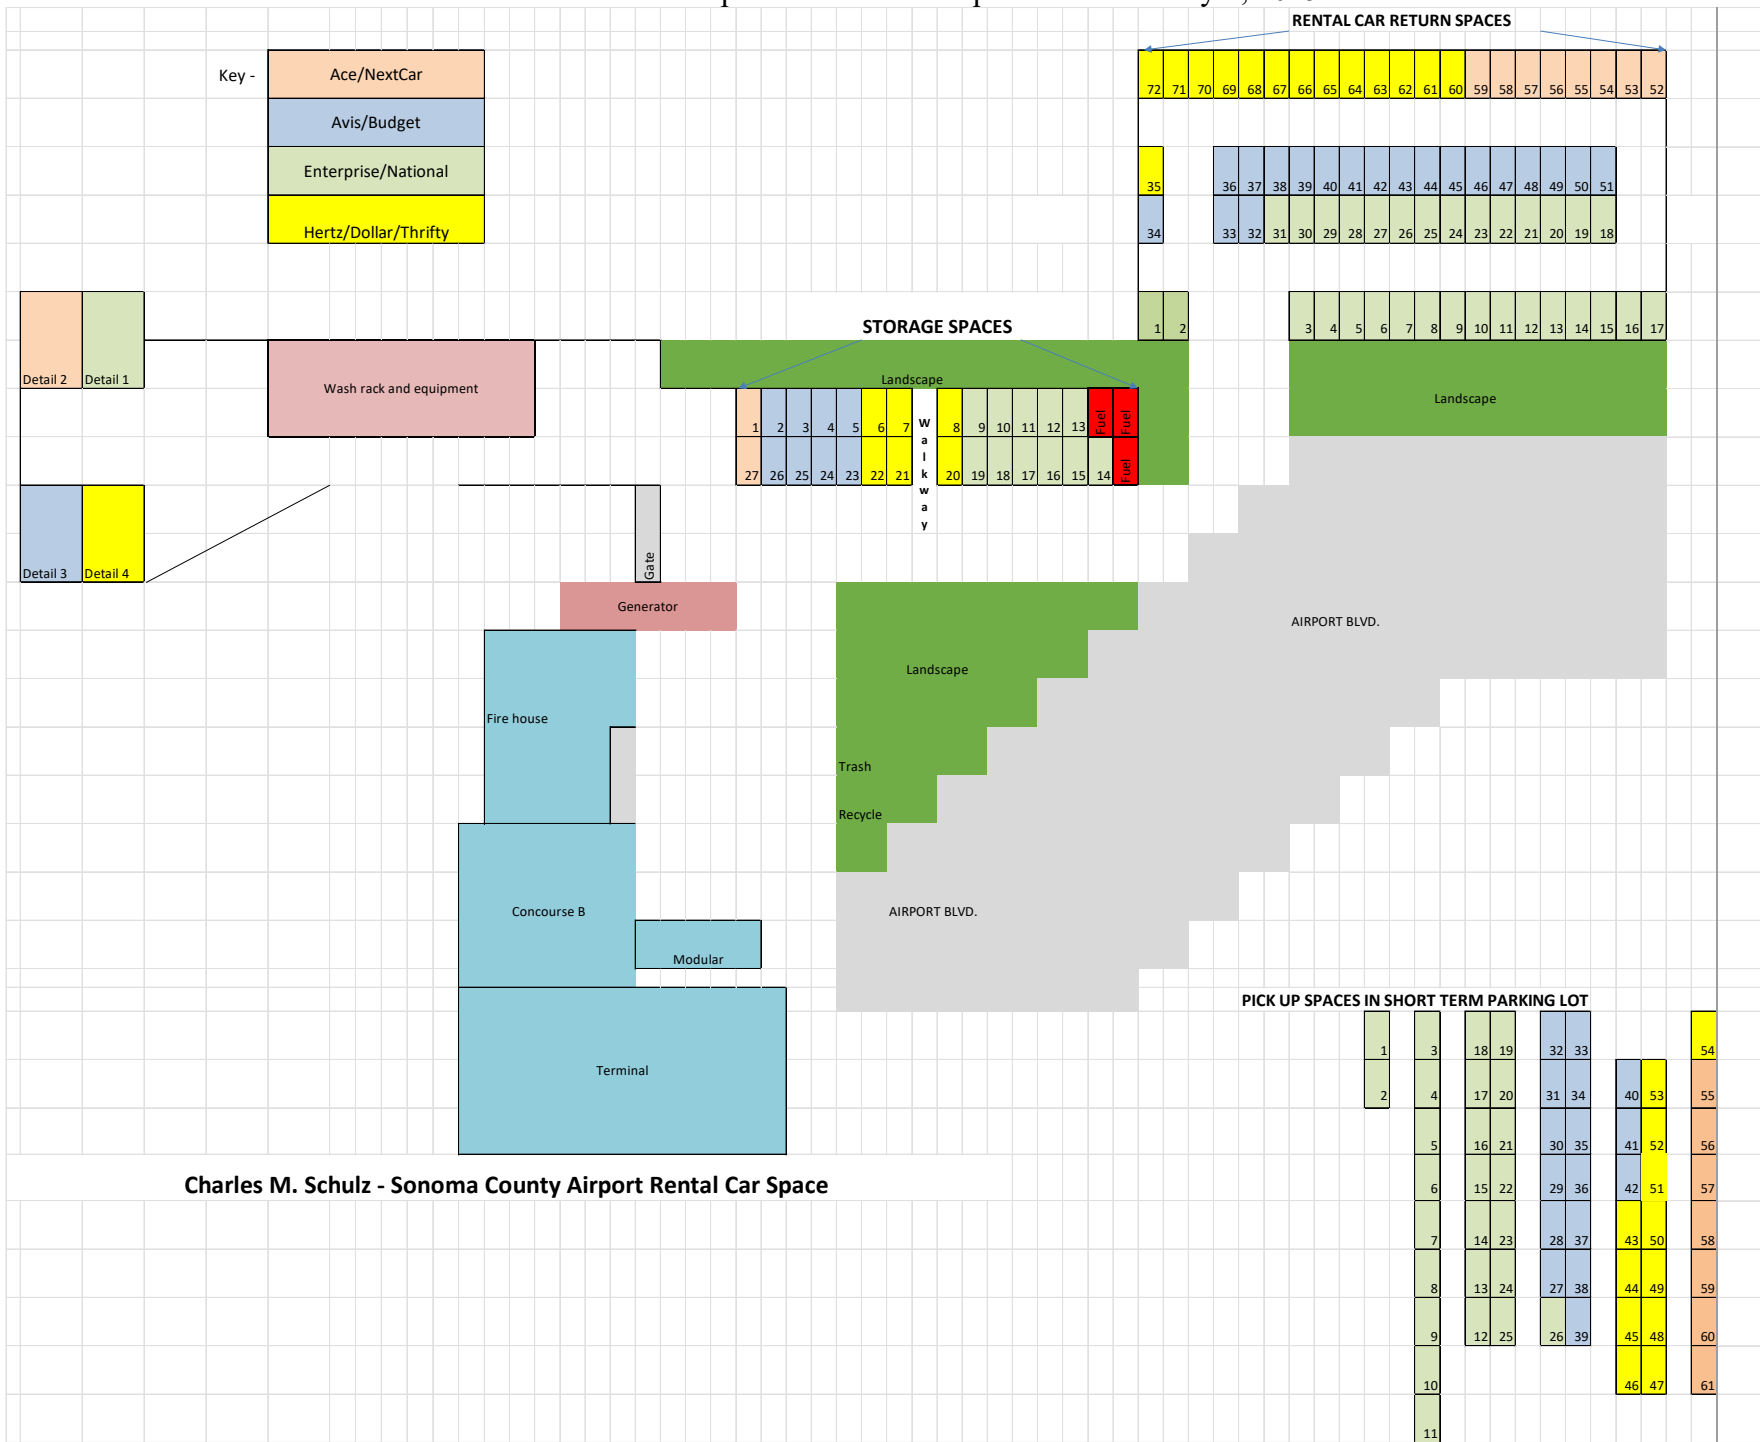 RENTAL CAR RETURN SPACES
Key -
Ace/NextCar
72 71 70 69 68 67 66 65 64 63 62 61 60 59 58 57 56 55 54 53 52
Avis/Budget
Enterprise/National
35 36 37 38 39 40 41 42 43 44 45 46 47 48 49 50 51
Hertz/Dollar/Thrifty
34 33 32 31 30 29 28 27 26 25 24 23 22 21 20 19 18
STORAGE SPACES
1 2 3 4 5 6 7 8 9 10 11 12 13 14 15 16 17
Detail 2 Detail 1
Wash rack and equipment
Landscape
Landscape
1 2 3 4 5 6 7 8 9 10 11 12 13 Fuel Fuel
Walkway
27 26 25 24 23 22 21 20 19 18 17 16 15 14 Fuel
Detail 3 Detail 4
Gate
Generator
AIRPORT BLVD.
Landscape
Fire house
Trash
Recycle
Concourse B
AIRPORT BLVD.
Modular
PICK UP SPACES IN SHORT TERM PARKING LOT
Terminal
1 3 18 19 32 33 54
2 4 17 20 31 34 40 53 55
5 16 21 30 35 41 52 56
6 15 22 29 36 42 51 57
7 14 23 28 37 43 50 58
8 13 24 27 38 44 49 59
9 12 25 26 39 45 48 60
10 46 47 61
11
Charles M. Schulz - Sonoma County Airport Rental Car Space